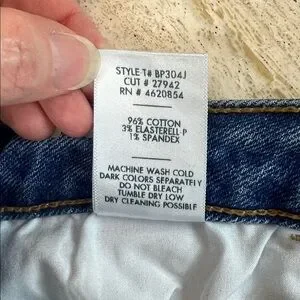 STYLE T# BP304J
CUT # 27942
RN # 4620854
96% COTTON
3% ELASTERELL-P
1% SPANDEX
MACHINE WASH COLD
DARK COLORS SEPARATELY
DO NOT BLEACH
TUMBLE DRY LOW
DRY CLEANING POSSIBLE